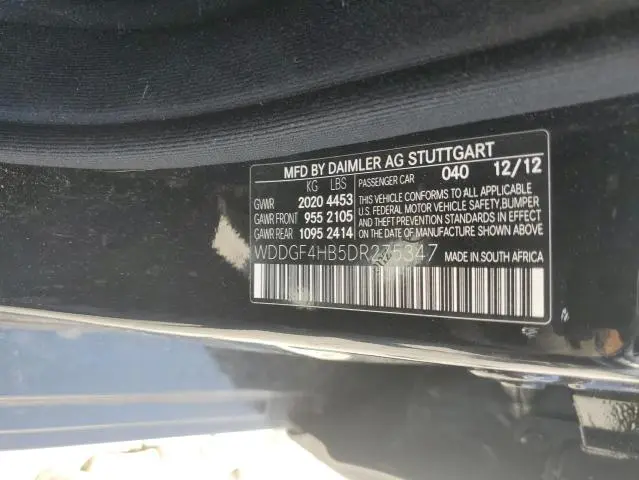 MFD BY DAIMLER AG STUTTGART
KG LBS PASSENGER CAR 040 12/12
GVWR 2020 4453
GAWR FRONT 955 2105
GAWR REAR 1095 2414
THIS VEHICLE CONFORMS TO ALL APPLICABLE
U.S. FEDERAL MOTOR VEHICLE SAFETY, BUMPER
AND THEFT PREVENTION STANDARDS IN EFFECT
ON THE DATE OF MANUFACTURE SHOWN ABOVE.
WDDGF4HB5DR275347 MADE IN SOUTH AFRICA